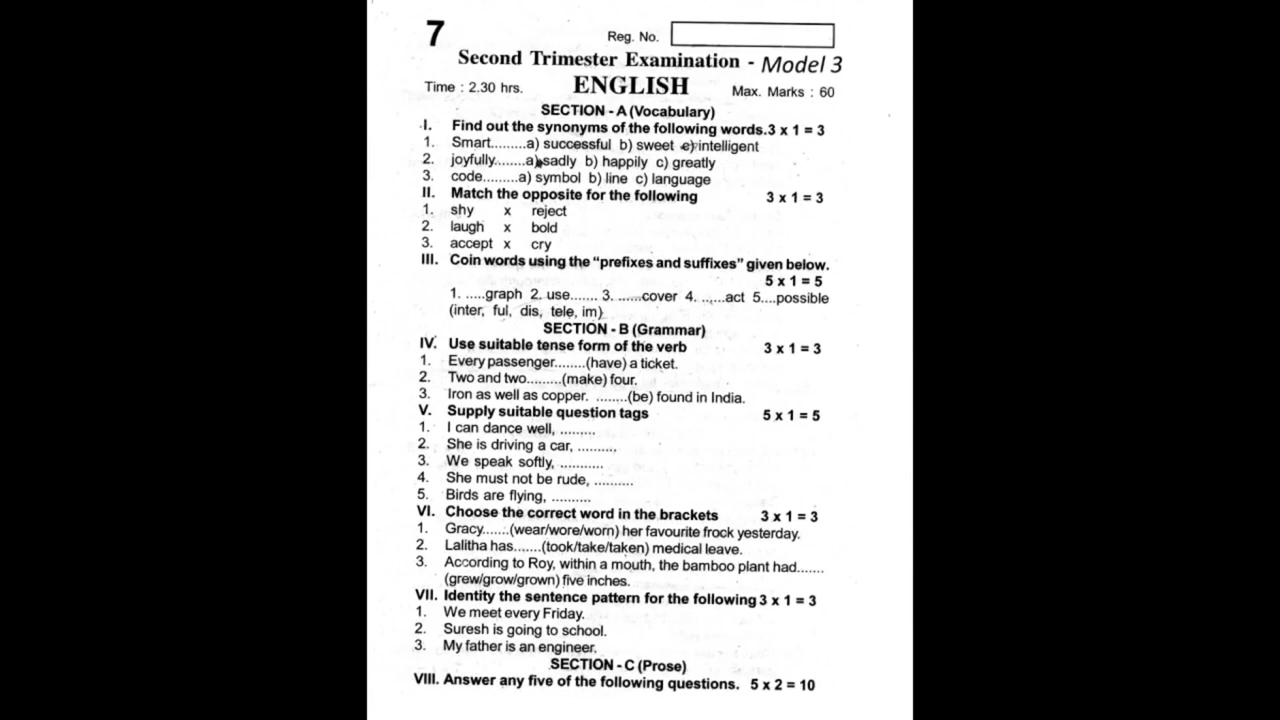 7
Reg. No.
Second Trimester Examination - Model 3
Time : 2.30 hrs. ENGLISH Max. Marks : 60
SECTION - A (Vocabulary)
I. Find out the synonyms of the following words. 3 x 1 = 3
1. Smart.........a) successful b) sweet c) intelligent
2. joyfully........a) sadly b) happily c) greatly
3. code.........a) symbol b) line c) language
II. Match the opposite for the following 3 x 1 = 3
1. shy x reject
2. laugh x bold
3. accept x cry
III. Coin words using the “prefixes and suffixes” given below.
5 x 1 = 5
1. .....graph 2. use....... 3. .......cover 4. ......act 5....possible
(inter, ful, dis, tele, im)
SECTION - B (Grammar)
IV. Use suitable tense form of the verb 3 x 1 = 3
1. Every passenger........(have) a ticket.
2. Two and two.........(make) four.
3. Iron as well as copper. ........(be) found in India.
V. Supply suitable question tags 5 x 1 = 5
1. I can dance well, .........
2. She is driving a car, ..........
3. We speak softly, ...........
4. She must not be rude, ..........
5. Birds are flying, ..........
VI. Choose the correct word in the brackets 3 x 1 = 3
1. Gracy.......(wear/wore/worn) her favourite frock yesterday.
2. Lalitha has.......(took/take/taken) medical leave.
3. According to Roy, within a mouth, the bamboo plant had.......
(grew/grow/grown) five inches.
VII. Identity the sentence pattern for the following 3 x 1 = 3
1. We meet every Friday.
2. Suresh is going to school.
3. My father is an engineer.
SECTION - C (Prose)
VIII. Answer any five of the following questions. 5 x 2 = 10